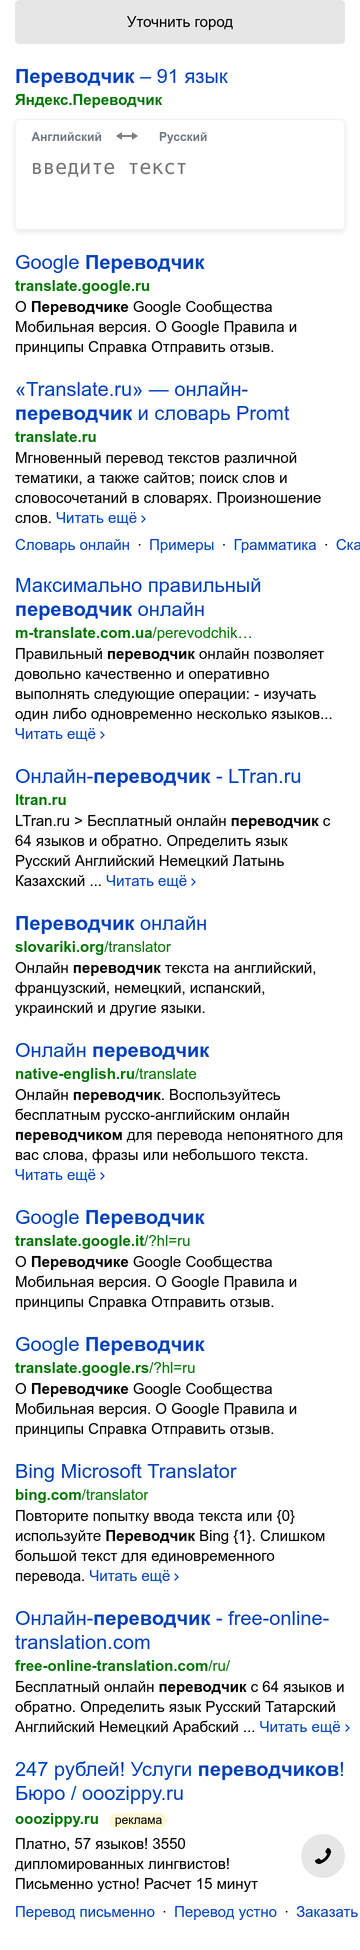 Уточнить город
Переводчик – 91 язык
Яндекс.Переводчик
Английский Русский
введите текст
Google Переводчик
translate.google.ru
О Переводчике Google Сообщества
Мобильная версия. О Google Правила и
принципы Справка Отправить отзыв.
«Translate.ru» — онлайн-
переводчик и словарь Promt
translate.ru
Мгновенный перевод текстов различной
тематики, а также сайтов; поиск слов и
словосочетаний в словарях. Произношение
слов. Читать ещё ›
Словарь онлайн · Примеры · Грамматика · Ска
Максимально правильный
переводчик онлайн
m-translate.com.ua/perevodchik…
Правильный переводчик онлайн позволяет
довольно качественно и оперативно
выполнять следующие операции: - изучать
один либо одновременно несколько языков...
Читать ещё ›
Онлайн-переводчик - LTran.ru
ltran.ru
LTran.ru > Бесплатный онлайн переводчик с
64 языков и обратно. Определить язык
Русский Английский Немецкий Латынь
Казахский ... Читать ещё ›
Переводчик онлайн
slovariki.org/translator
Онлайн переводчик текста на английский,
французский, немецкий, испанский,
украинский и другие языки.
Онлайн переводчик
native-english.ru/translate
Онлайн переводчик. Воспользуйтесь
бесплатным русско-английским онлайн
переводчиком для перевода непонятного для
вас слова, фразы или небольшого текста.
Читать ещё ›
Google Переводчик
translate.google.it/?hl=ru
О Переводчике Google Сообщества
Мобильная версия. О Google Правила и
принципы Справка Отправить отзыв.
Google Переводчик
translate.google.rs/?hl=ru
О Переводчике Google Сообщества
Мобильная версия. О Google Правила и
принципы Справка Отправить отзыв.
Bing Microsoft Translator
bing.com/translator
Повторите попытку ввода текста или {0}
используйте Переводчик Bing {1}. Слишком
большой текст для единовременного
перевода. Читать ещё ›
Онлайн-переводчик - free-online-
translation.com
free-online-translation.com/ru/
Бесплатный онлайн переводчик с 64 языков и
обратно. Определить язык Русский Татарский
Английский Немецкий Арабский ... Читать ещё ›
247 рублей! Услуги переводчиков!
Бюро / ooozippy.ru
ooozippy.ru реклама
Платно, 57 языков! 3550
дипломированных лингвистов!
Письменно устно! Расчет 15 минут
Перевод письменно · Перевод устно · Заказать